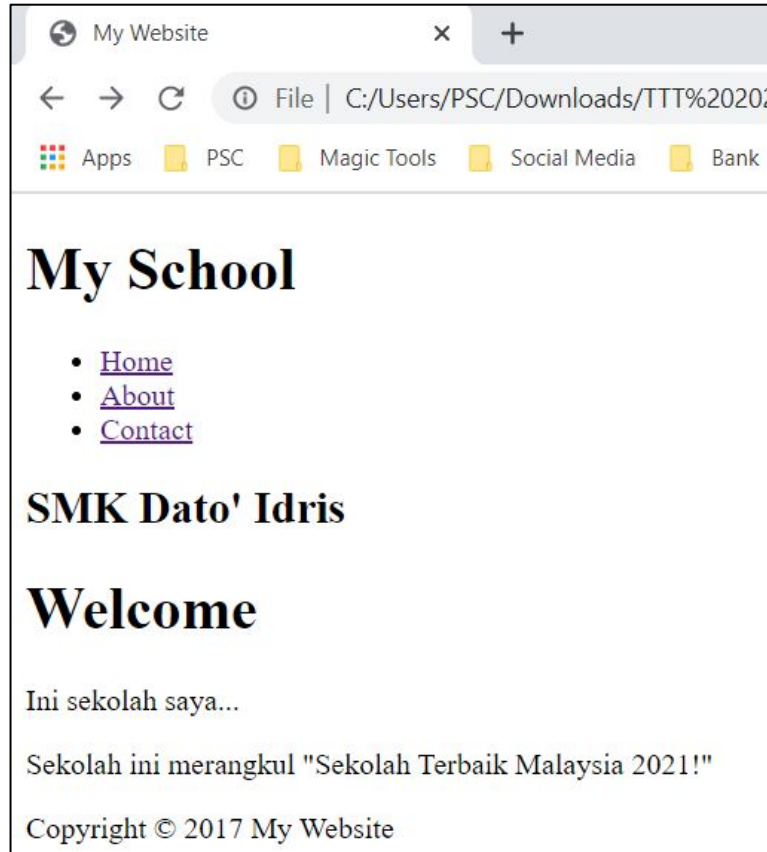 My Website
File | C:/Users/PSC/Downloads/TTT%20202
Apps PSC Magic Tools Social Media Bank
My School
• Home
• About
• Contact
SMK Dato' Idris
Welcome
Ini sekolah saya...
Sekolah ini merangkul "Sekolah Terbaik Malaysia 2021!"
Copyright © 2017 My Website